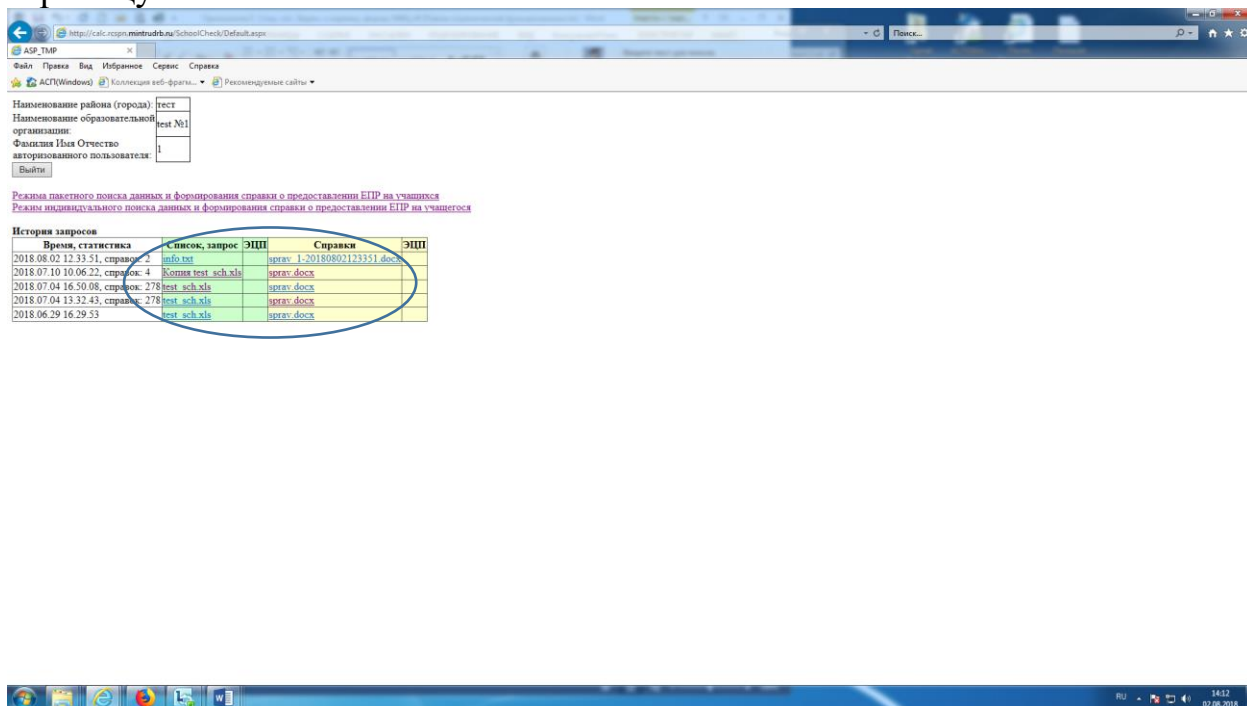 http://calc.rcspn.mintrudrb.ru/SchoolCheck/Default.aspx
Поиск...
ASP_TMP
Файл Правка Вид Избранное Сервис Справка
АСП(Windows) Коллекция веб-фрагм... Рекомендуемые сайты
Наименование района (города): тест
Наименование образовательной организации: test №1
Фамилия Имя Отчество авторизованного пользователя: 1
Выйти
Режима пакетного поиска данных и формирования справки о предоставлении ЕПР на учащихся
Режим индивидуального поиска данных и формирования справки о предоставлении ЕПР на учащегося
История запросов
Время, статистика Список, запрос ЭЦП Справки ЭЦП
2018.08.02 12.33.51, справок: 2 info.txt sprav_1-20180802123351.docx
2018.07.10 10.06.22, справок: 4 Копия test_sch.xls sprav.docx
2018.07.04 16.50.08, справок: 278 test_sch.xls sprav.docx
2018.07.04 13.32.43, справок: 278 test_sch.xls sprav.docx
2018.06.29 16.29.53 test_sch.xls sprav.docx
RU 14:12
02.08.2018